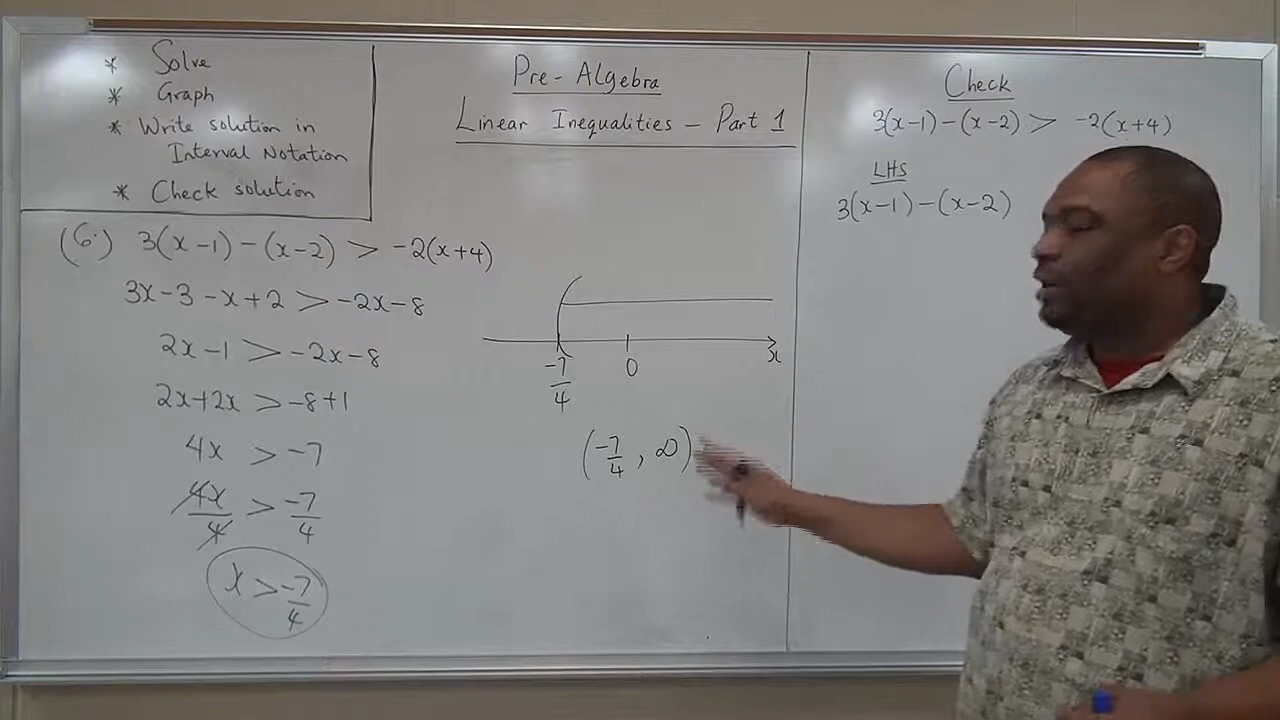 * Solve
* Graph
* Write solution in
Interval Notation
* Check solution
Pre-Algebra
Linear Inequalities - Part 1
(6.) 3(x-1)-(x-2) > -2(x+4)
3x-3-x+2 > -2x-8
2x-1 > -2x-8
2x+2x > -8+1
4x > -7
4x/4 > -7/4
x > -7/4
-7/4 0 x
(-7/4, ∞)
Check
3(x-1)-(x-2) > -2(x+4)
LHS
3(x-1)-(x-2)